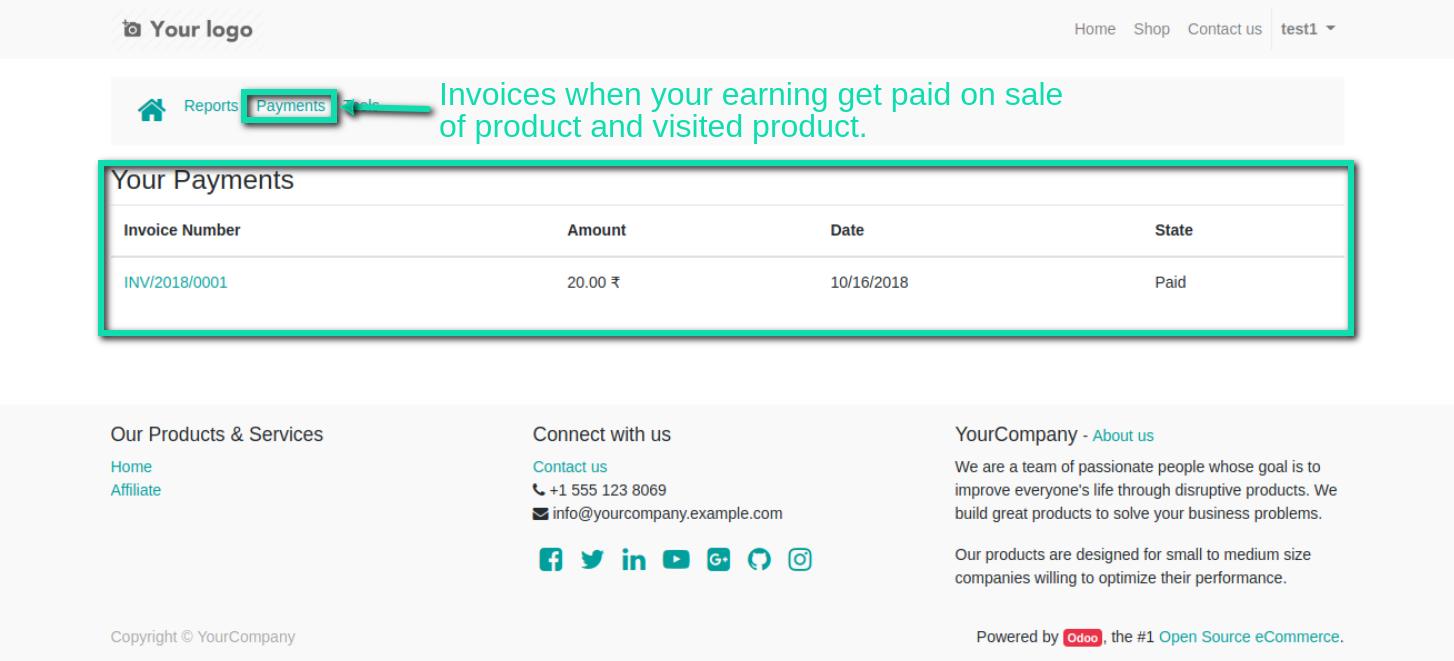 Your logo
Home Shop Contact us test1
Reports Payments Tools
Invoices when your earning get paid on sale
of product and visited product.
Your Payments
Invoice Number Amount Date State
INV/2018/0001 20.00 ₹ 10/16/2018 Paid
Our Products & Services
Home
Affiliate
Connect with us
Contact us
+1 555 123 8069
info@yourcompany.example.com
YourCompany - About us
We are a team of passionate people whose goal is to
improve everyone's life through disruptive products. We
build great products to solve your business problems.
Our products are designed for small to medium size
companies willing to optimize their performance.
Copyright © YourCompany
Powered by Odoo, the #1 Open Source eCommerce.